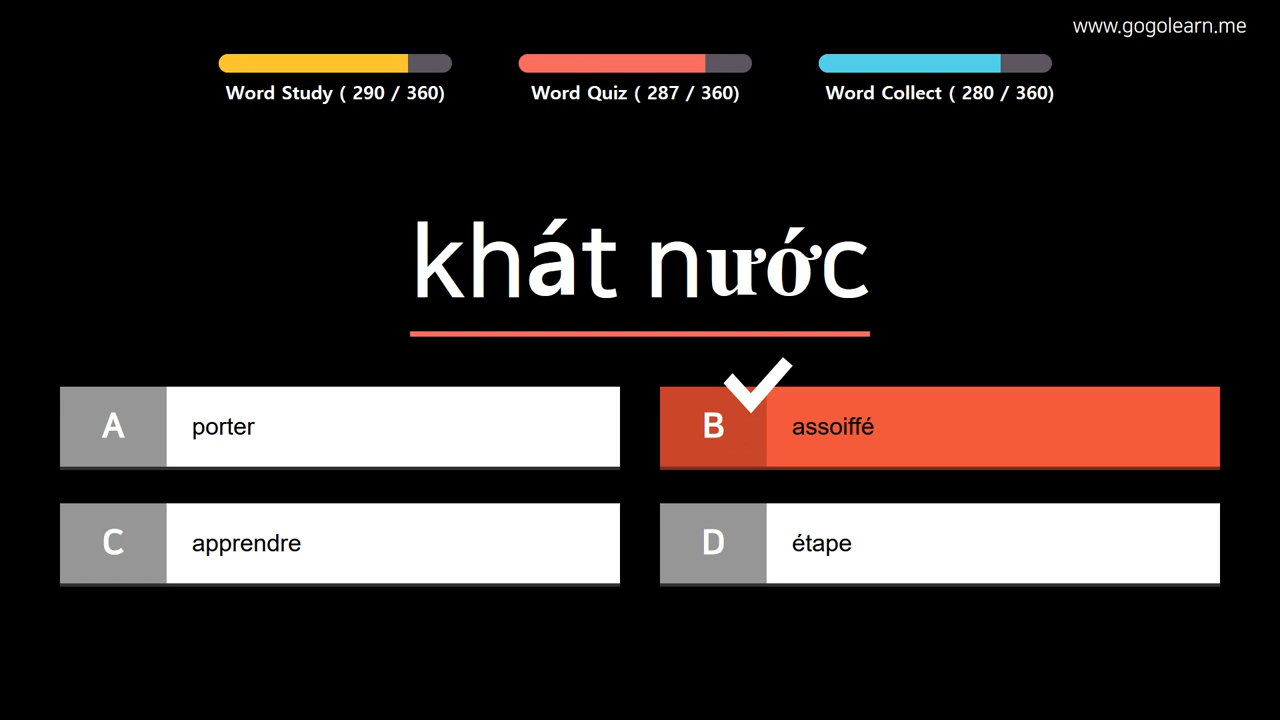 www.gogolearn.me
Word Study ( 290 / 360)
Word Quiz ( 287 / 360)
Word Collect ( 280 / 360)
khát nước
A porter
B assoiffé
C apprendre
D étape